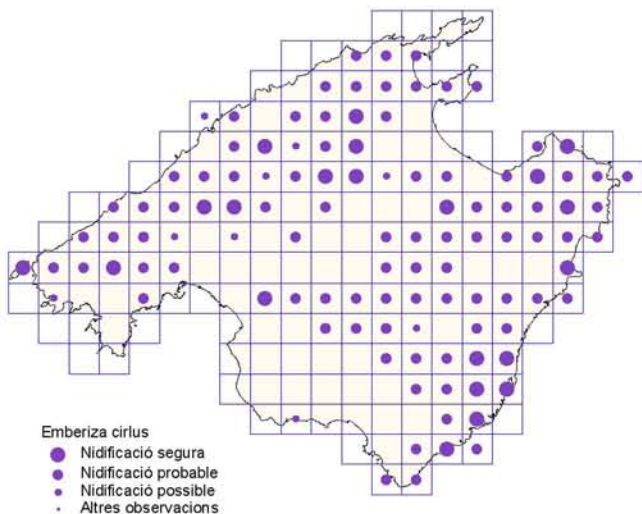 Emberiza cirlus
Nidificació segura
Nidificació probable
Nidificació possible
Altres observacions